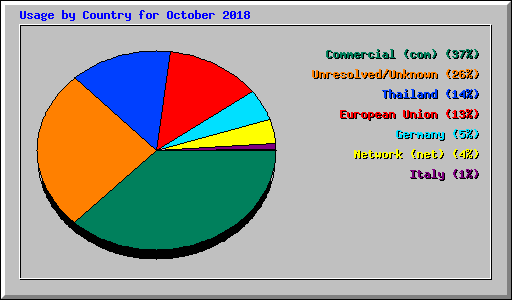 Usage by Country for October 2018
Commercial (com) (37%)
Unresolved/Unknown (26%)
Thailand (14%)
European Union (13%)
Germany (5%)
Network (net) (4%)
Italy (1%)